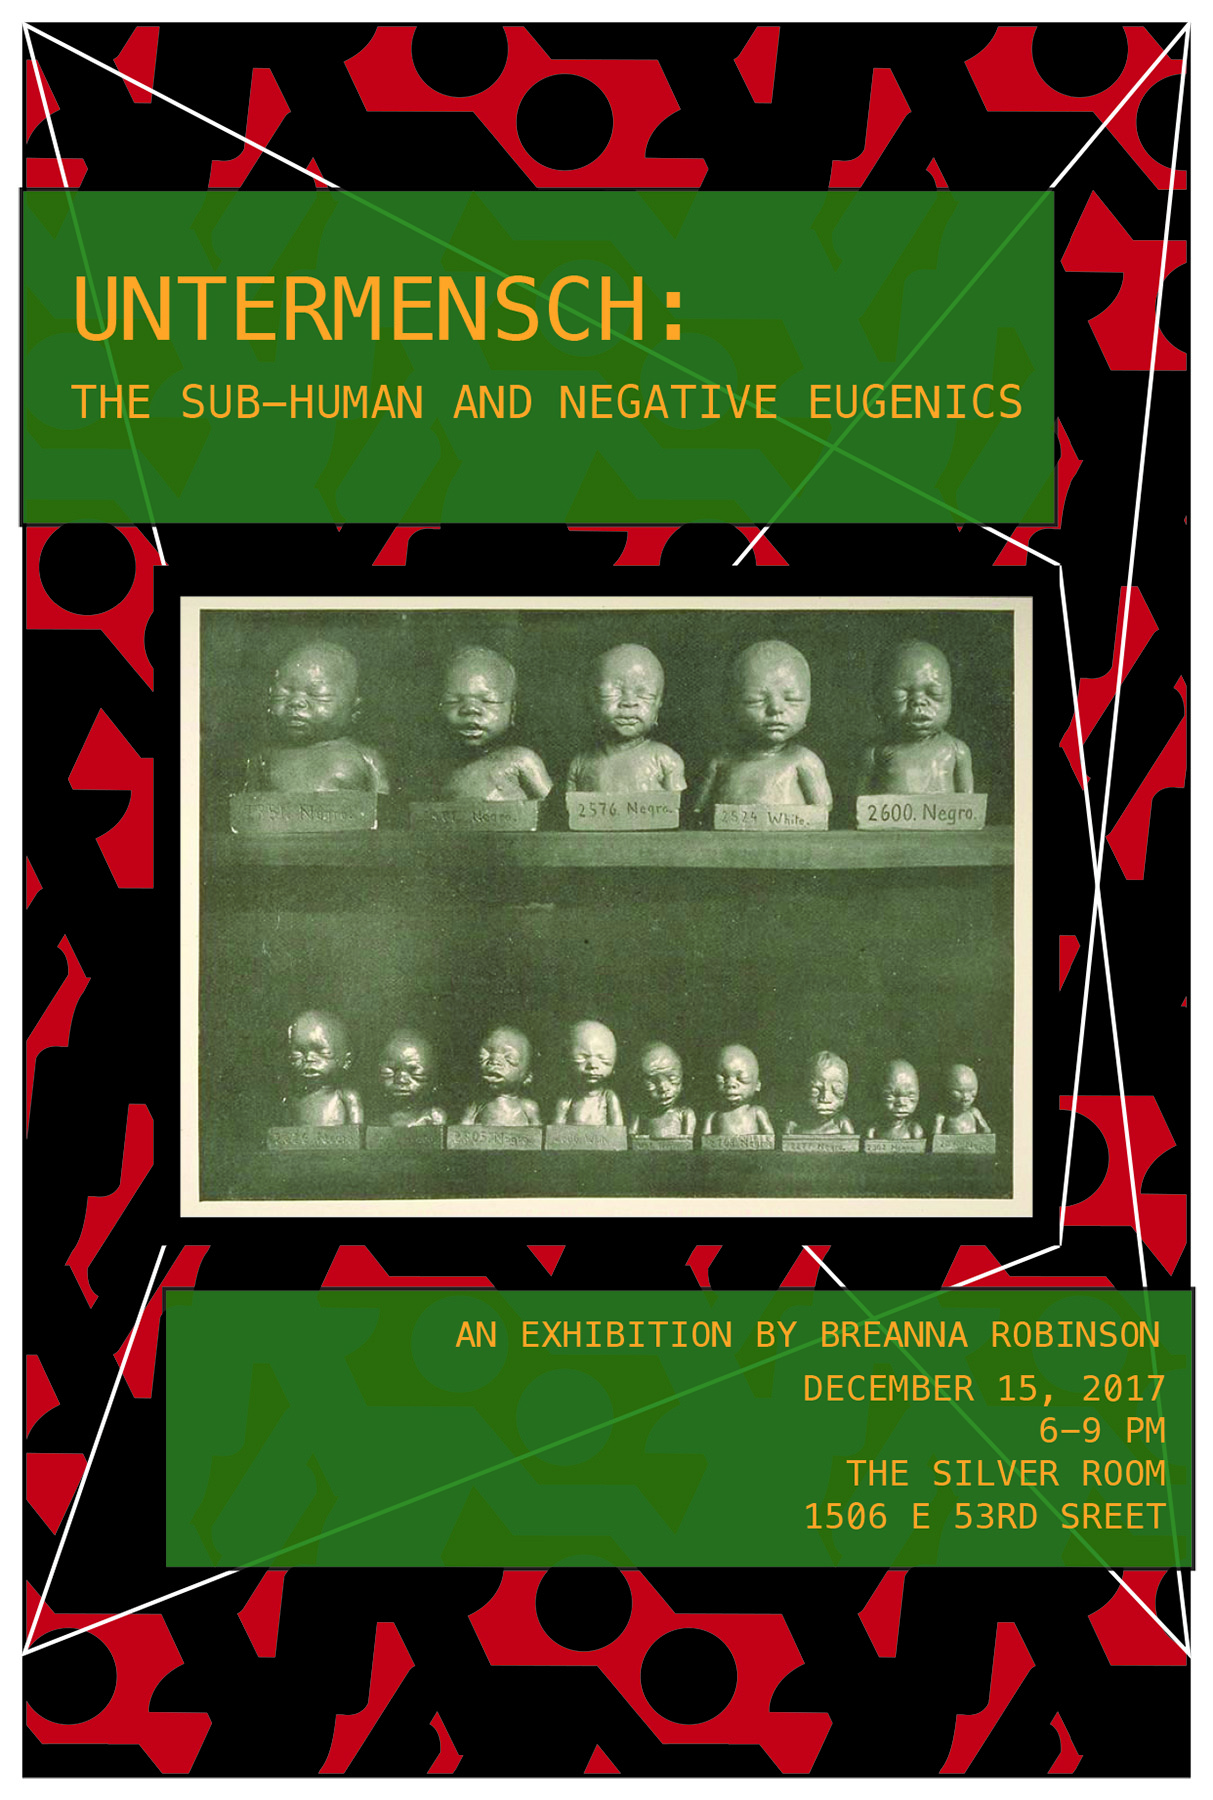 UNTERMENSCH:
THE SUB-HUMAN AND NEGATIVE EUGENICS
2576. Negro.
2524 White.
2600. Negro.
AN EXHIBITION BY BREANNA ROBINSON
DECEMBER 15, 2017
6-9 PM
THE SILVER ROOM
1506 E 53RD SREET